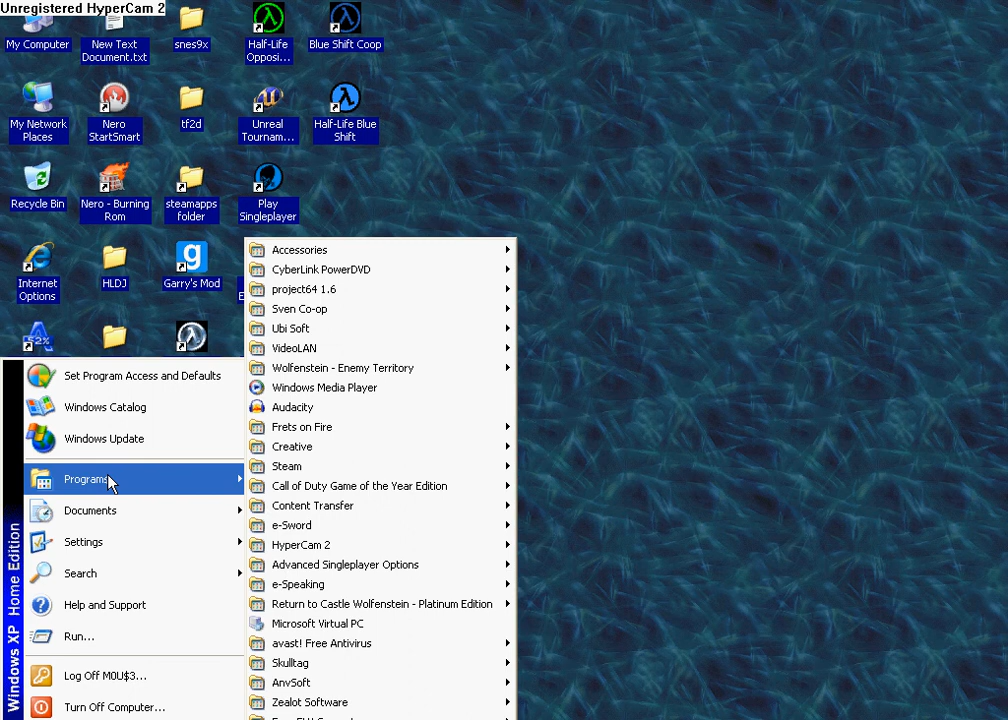 Unregistered HyperCam 2
My Computer
New Text
Document.txt
snes9x
Half-Life
Opposi...
Blue Shift Coop
My Network
Places
Nero
StartSmart
tf2d
Unreal
Tournam...
Half-Life Blue
Shift
Recycle Bin
Nero - Burning
Rom
steamapps
folder
Play
Singleplayer
Internet
Options
HLDJ
Garry's Mod
E
52%
Set Program Access and Defaults
Windows Catalog
Windows Update
Programs
Documents
Settings
Search
Help and Support
Run...
Log Off M0U$3...
Turn Off Computer...
Windows XP Home Edition
Accessories
CyberLink PowerDVD
project64 1.6
Sven Co-op
Ubi Soft
VideoLAN
Wolfenstein - Enemy Territory
Windows Media Player
Audacity
Frets on Fire
Creative
Steam
Call of Duty Game of the Year Edition
Content Transfer
e-Sword
HyperCam 2
Advanced Singleplayer Options
e-Speaking
Return to Castle Wolfenstein - Platinum Edition
Microsoft Virtual PC
avast! Free Antivirus
Skulltag
AnvSoft
Zealot Software